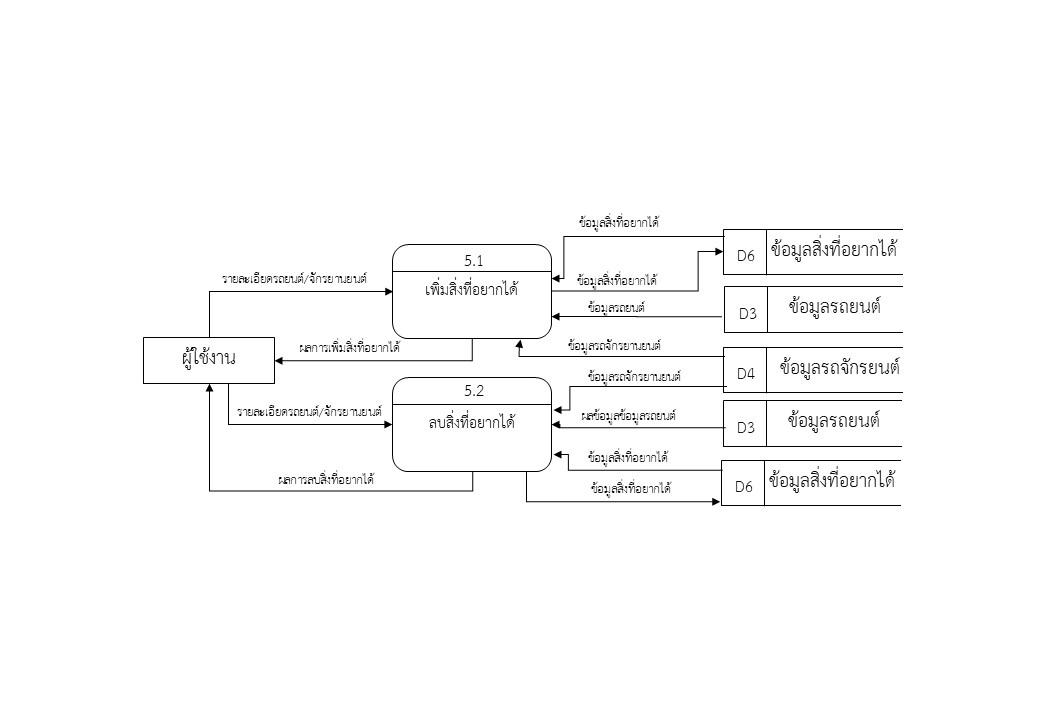 ข้อมูลสิ่งที่อยากได้
D6 ข้อมูลสิ่งที่อยากได้
5.1
เพิ่มสิ่งที่อยากได้
รายละเอียดรถยนต์/จักรยานยนต์
ข้อมูลสิ่งที่อยากได้
ข้อมูลรถยนต์
D3 ข้อมูลรถยนต์
ผู้ใช้งาน
ผลการเพิ่มสิ่งที่อยากได้
ข้อมูลรถจักรยานยนต์
D4 ข้อมูลรถจักรยนต์
ข้อมูลรถจักรยานยนต์
5.2
ลบสิ่งที่อยากได้
รายละเอียดรถยนต์/จักรยานยนต์
ผลข้อมูลข้อมูลรถยนต์
D3 ข้อมูลรถยนต์
ข้อมูลสิ่งที่อยากได้
D6 ข้อมูลสิ่งที่อยากได้
ผลการลบสิ่งที่อยากได้
ข้อมูลสิ่งที่อยากได้